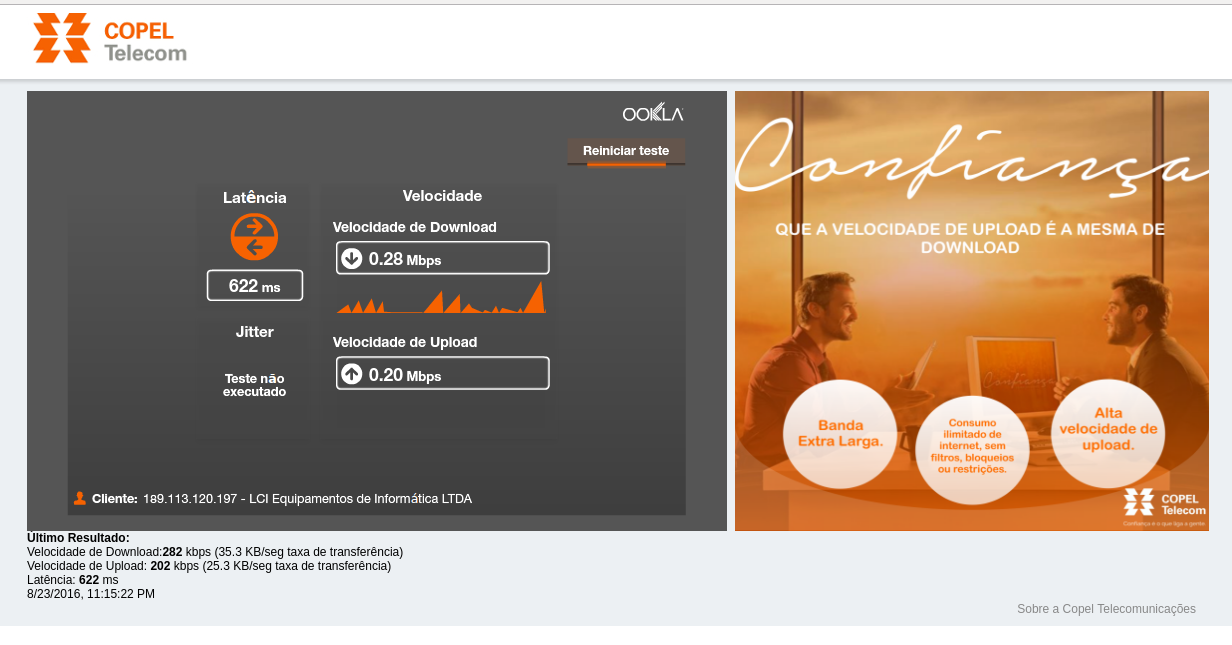 COPEL
Telecom
OOKLA
Reiniciar teste
Latência
Velocidade
Velocidade de Download
0.28 Mbps
622 ms
Jitter
Velocidade de Upload
0.20 Mbps
Teste não
executado
Cliente: 189.113.120.197 - LCI Equipamentos de Informática LTDA
Confiança
QUE A VELOCIDADE DE UPLOAD É A MESMA DE
DOWNLOAD
Confiança
Banda
Extra Larga.
Consumo
ilimitado de
internet, sem
filtros, bloqueios
ou restrições.
Alta
velocidade de
upload.
COPEL
Telecom
Confiança é o que liga a gente
Último Resultado:
Velocidade de Download:282 kbps (35.3 KB/seg taxa de transferência)
Velocidade de Upload: 202 kbps (25.3 KB/seg taxa de transferência)
Latência: 622 ms
8/23/2016, 11:15:22 PM
Sobre a Copel Telecomunicações